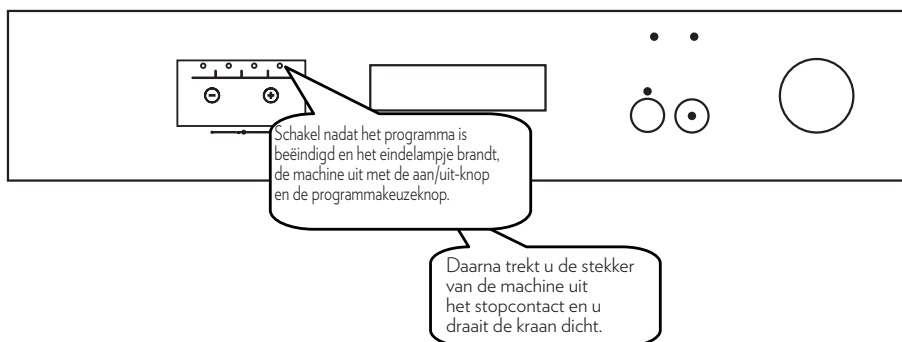 Schakel nadat het programma is
beëindigd en het eindelampje brandt,
de machine uit met de aan/uit-knop
en de programmakeuzeknop.
Daarna trekt u de stekker
van de machine uit
het stopcontact en u
draait de kraan dicht.